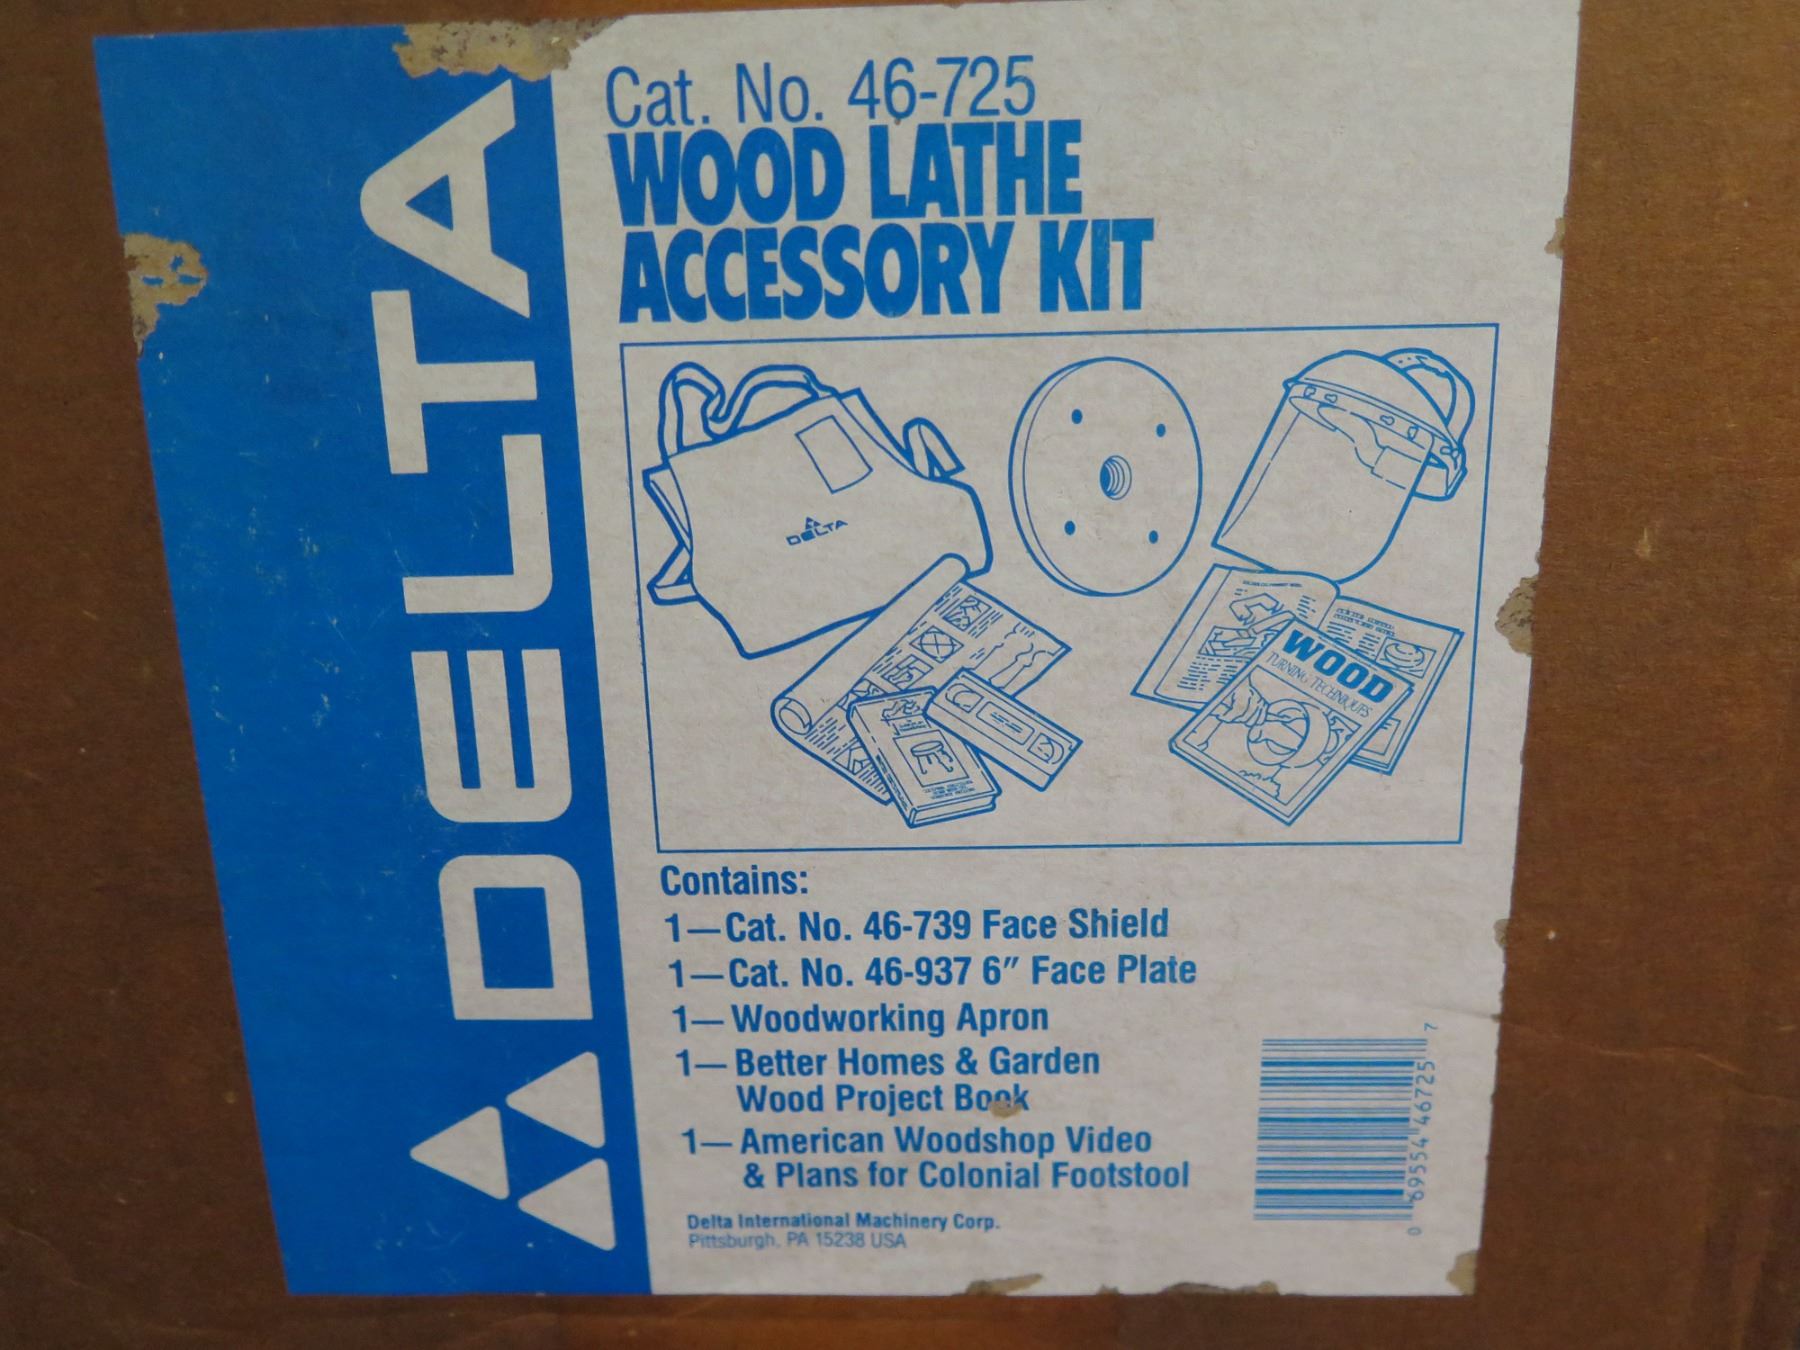 DELTA
Cat. No. 46-725
WOOD LATHE
ACCESSORY KIT
DELTA
WOOD
TURNING TECHNIQUES
Contains:
1—Cat. No. 46-739 Face Shield
1—Cat. No. 46-937 6″ Face Plate
1—Woodworking Apron
1—Better Homes & Garden
Wood Project Book
1—American Woodshop Video
& Plans for Colonial Footstool
Delta International Machinery Corp.
Pittsburgh, PA 15238 USA
0 69554 46725 7